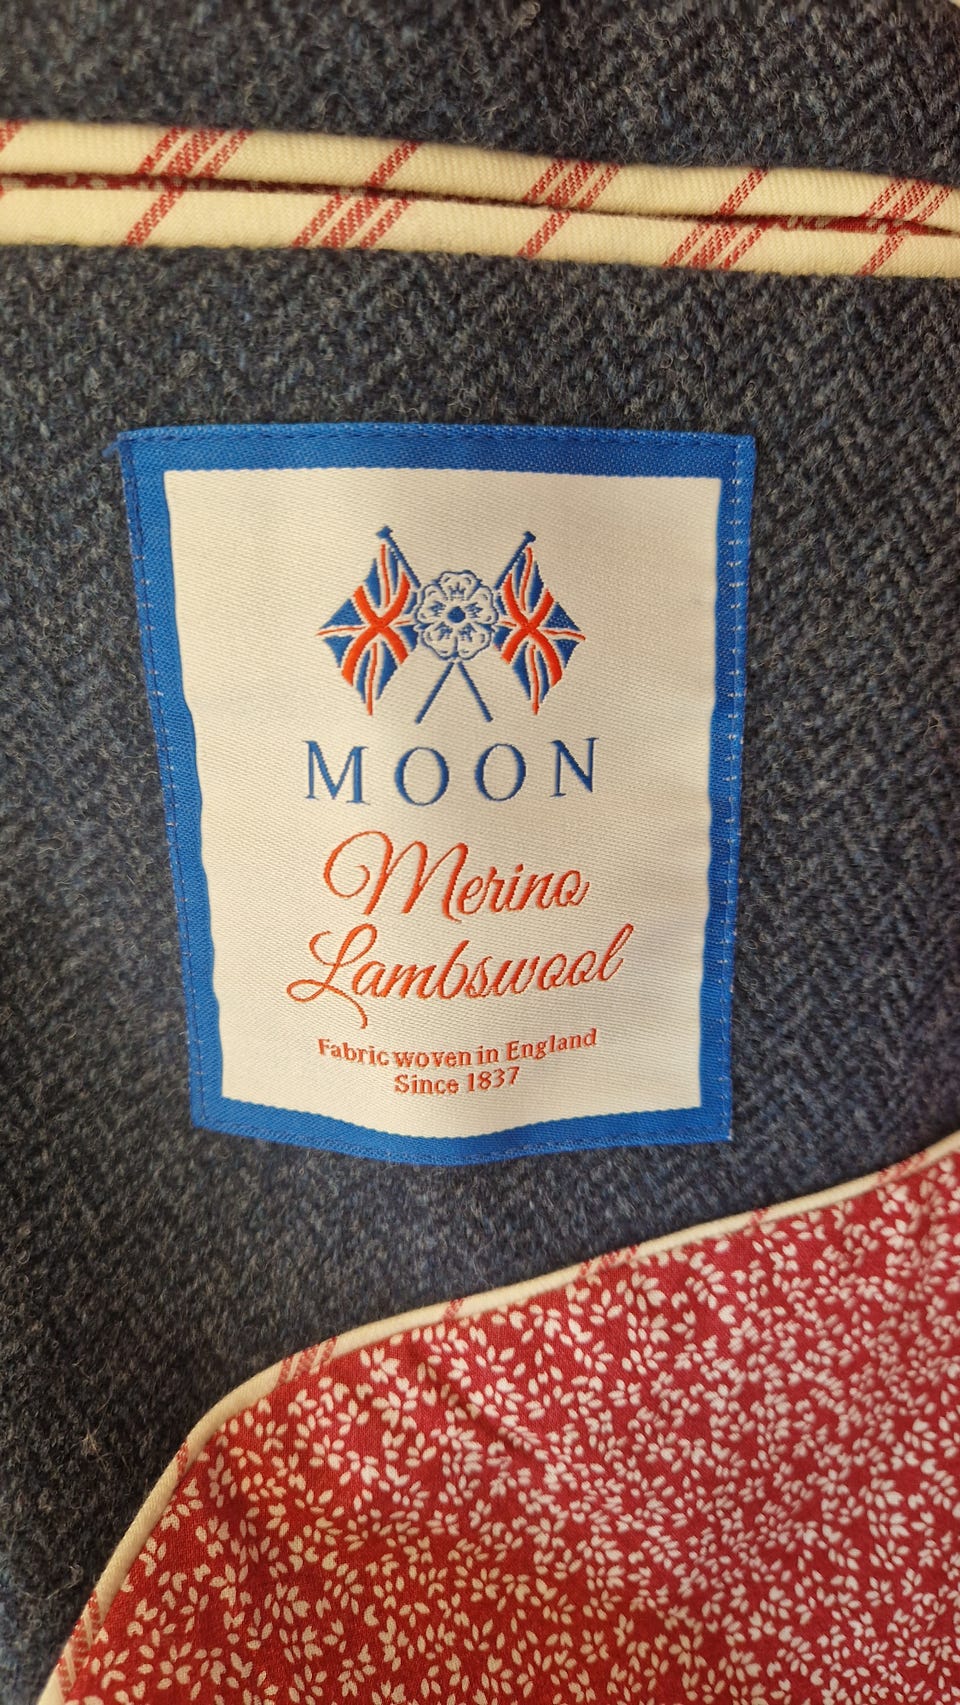 MOON
Merino
Lambswool
Fabric woven in England
Since 1837